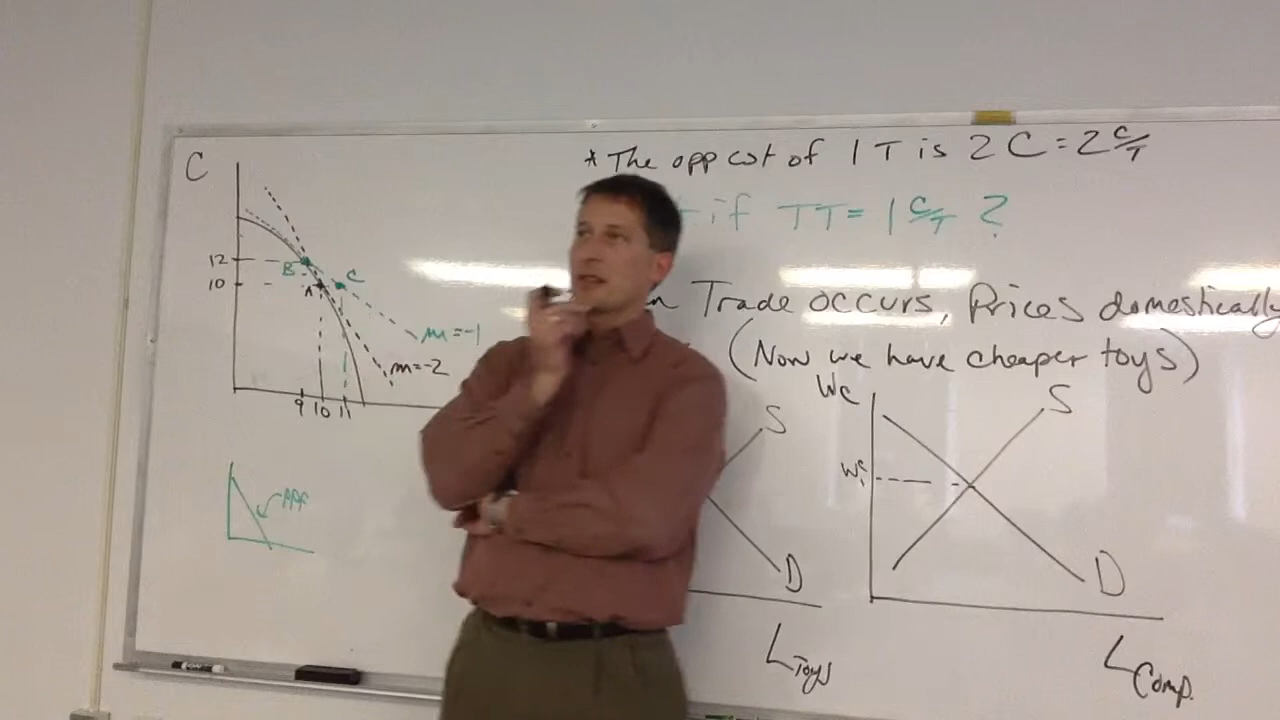 * The opp cost of 1 T is 2 C = 2 C/T
if TT = 1 C/T ?
Trade occurs, Prices domestically
(Now we have cheaper toys)
C
12
10
B
C
A
m=-1
m=-2
9 10 11
PPF
S
D
L Toys
Wc
W₁ᶜ
S
D
L Comp.